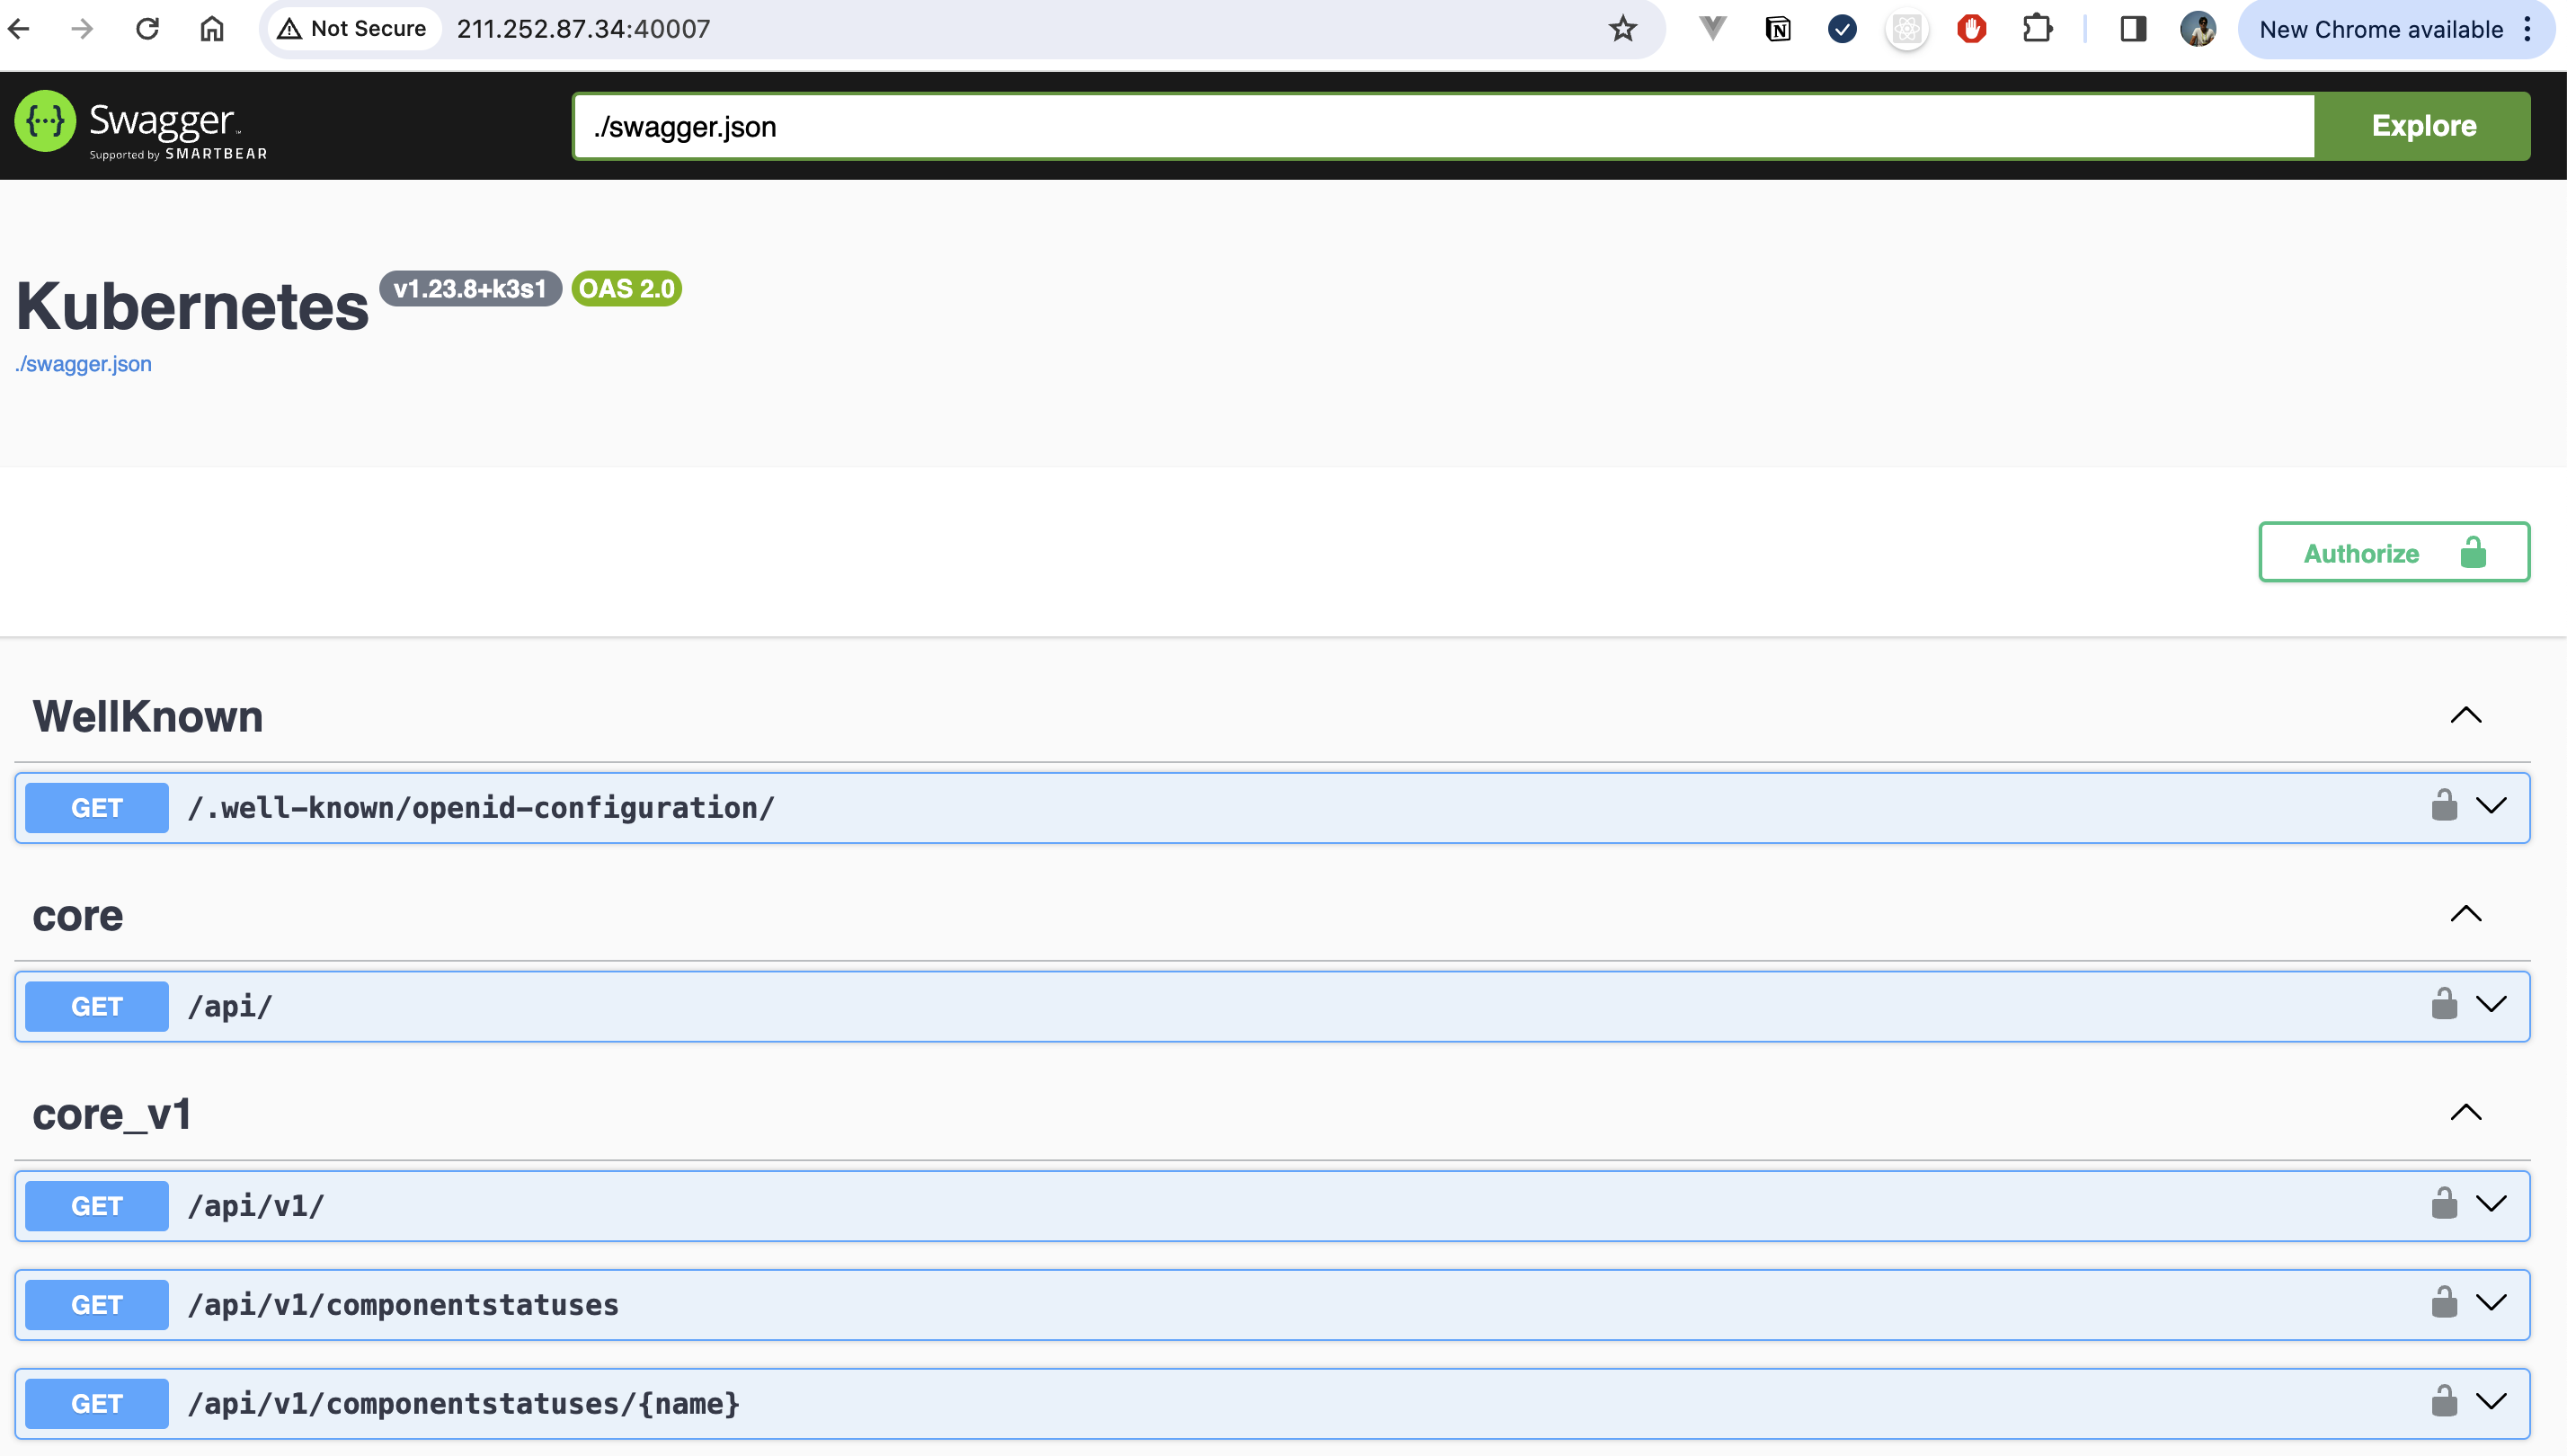 Not Secure 211.252.87.34:40007 New Chrome available
Swagger
Supported by SMARTBEAR
./swagger.json Explore
Kubernetes v1.23.8+k3s1 OAS 2.0
./swagger.json
Authorize
WellKnown
GET /.well-known/openid-configuration/
core
GET /api/
core_v1
GET /api/v1/
GET /api/v1/componentstatuses
GET /api/v1/componentstatuses/{name}